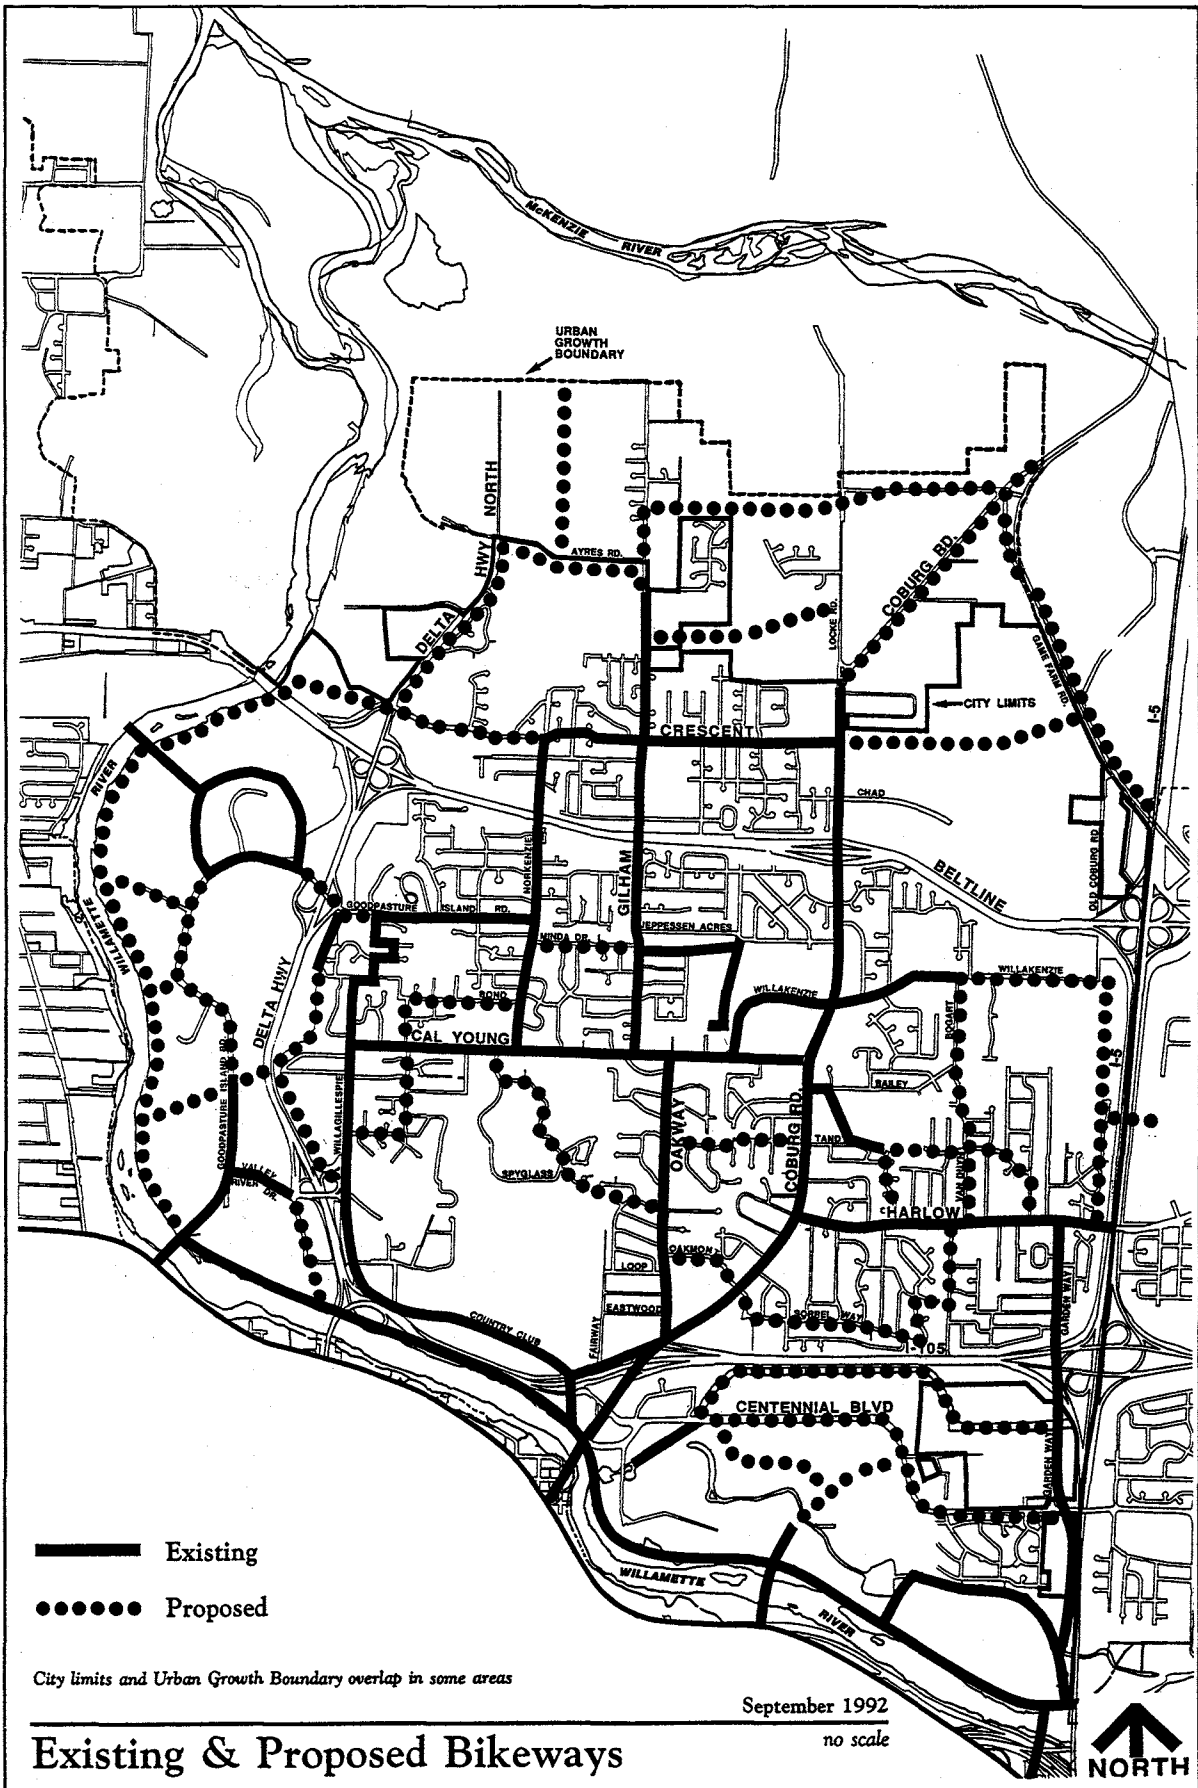 McKENZIE RIVER
URBAN
GROWTH
BOUNDARY
NORTH
DELTA HWY
AYRES RD.
COBURG RD.
LOCKE RD.
GAME FARM RD.
CITY LIMITS
I-5
CRESCENT
RIVER
CHAD
NORKENZIE
GILHAM
BELTLINE
OLD COBURG RD
WILLAMETTE
GOODPASTURE ISLAND RD.
JEPPESSEN ACRES
MINDA DR.
DELTA HWY
WILLAKENZIE
WILLAKENZIE
BOND
BOGART
CAL YOUNG
I-5
GOODPASTURE ISLAND RD.
WILLAGILLESPIE
BAILEY
OAKWAY
COBURG RD.
VALLEY
RIVER DR.
SPYGLASS
VAN DUYN
HARLOW
OAKMONT
LOOP
EASTWOOD
GARDEN WAY
COUNTRY CLUB
FAIRWAY
SORREL WAY
I-105
CENTENNIAL BLVD
GARDEN WAY
WILLAMETTE
RIVER
Existing
Proposed
City limits and Urban Growth Boundary overlap in some areas
September 1992
no scale
Existing & Proposed Bikeways
NORTH